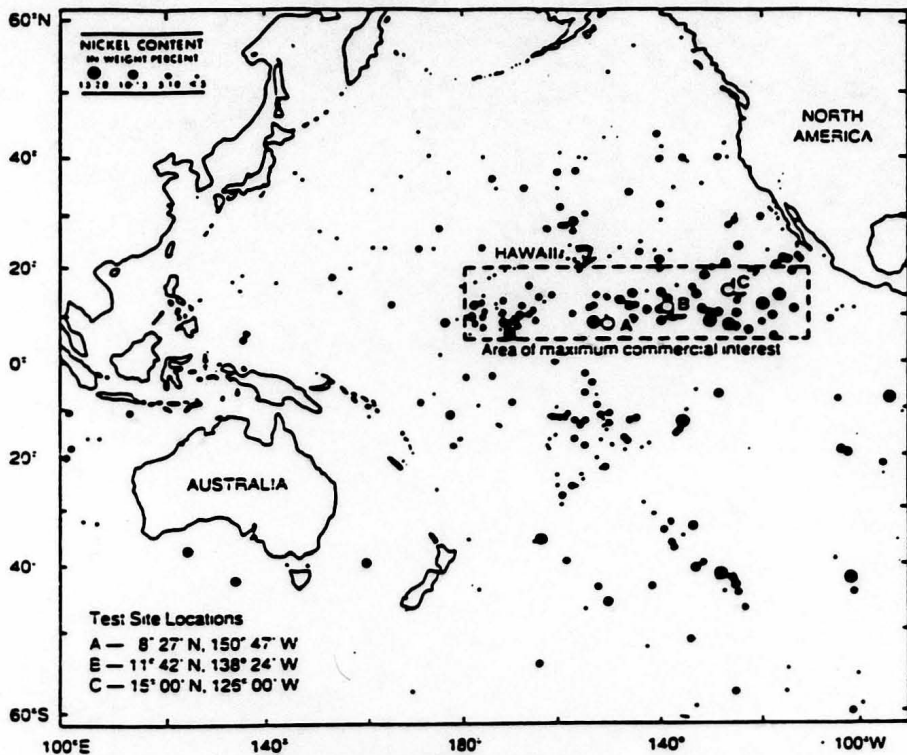 60°N
NICKEL CONTENT
IN WEIGHT PERCENT
NORTH
AMERICA
40°
HAWAII
20°
C
B
A
Area of maximum commercial interest
0°
20°
AUSTRALIA
40°
Test Site Locations
A — 8° 27' N, 150° 47' W
B — 11° 42' N, 138° 24' W
C — 15° 00' N, 126° 00' W
60°S
100°E
140°
180°
140°
100°W